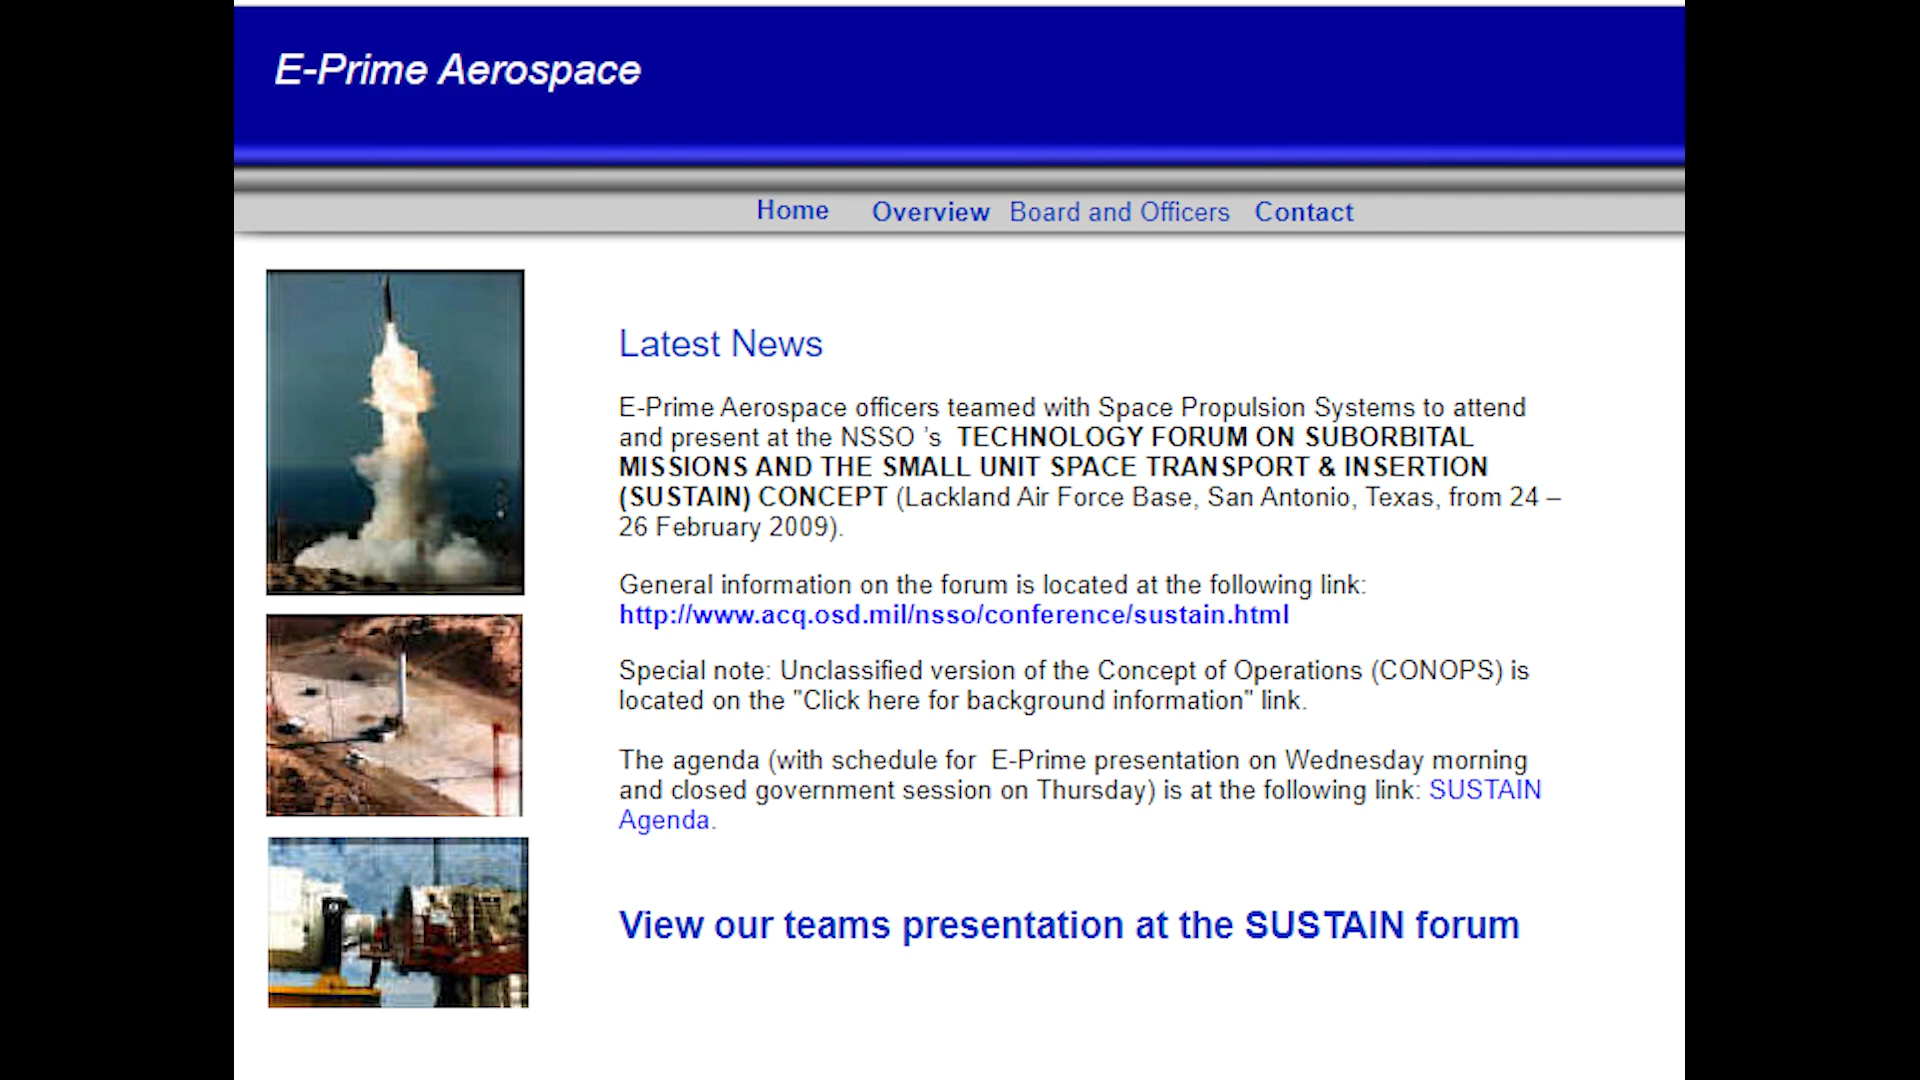 E-Prime Aerospace
Home Overview Board and Officers Contact
Latest News
E-Prime Aerospace officers teamed with Space Propulsion Systems to attend
and present at the NSSO ’s  TECHNOLOGY FORUM ON SUBORBITAL
MISSIONS AND THE SMALL UNIT SPACE TRANSPORT & INSERTION
(SUSTAIN) CONCEPT (Lackland Air Force Base, San Antonio, Texas, from 24 –
26 February 2009).
General information on the forum is located at the following link:
http://www.acq.osd.mil/nsso/conference/sustain.html
Special note: Unclassified version of the Concept of Operations (CONOPS) is
located on the "Click here for background information" link.
The agenda (with schedule for  E-Prime presentation on Wednesday morning
and closed government session on Thursday) is at the following link: SUSTAIN
Agenda.
View our teams presentation at the SUSTAIN forum